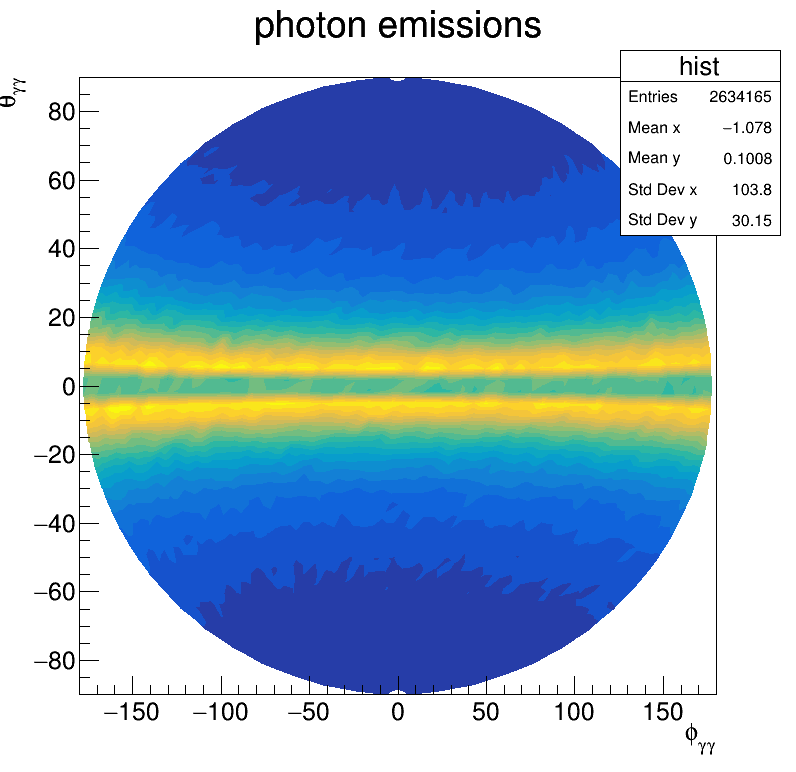 photon emissions
hist
Entries 2634165
Mean x −1.078
Mean y 0.1008
Std Dev x 103.8
Std Dev y 30.15
θγγ
80
60
40
20
0
−20
−40
−60
−80
−150 −100 −50 0 50 100 150
ϕγγ